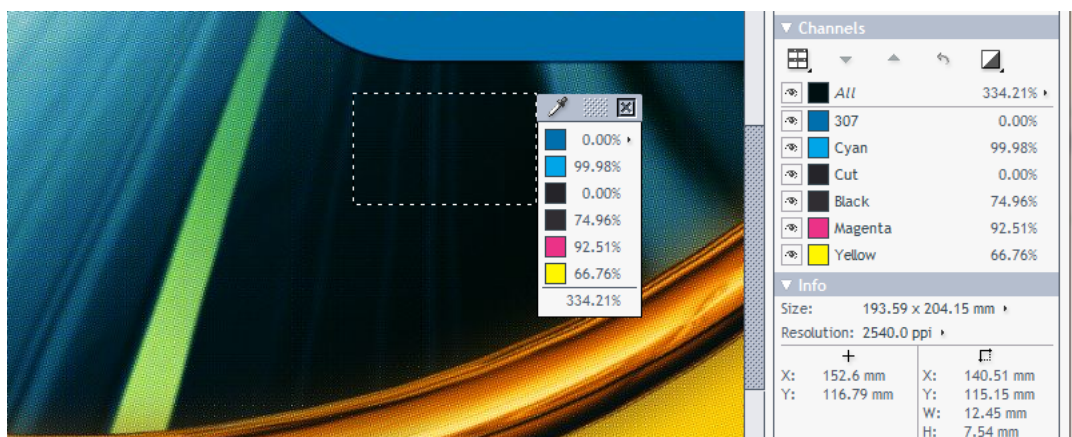 Channels
All 334.21%
307 0.00%
Cyan 99.98%
Cut 0.00%
Black 74.96%
Magenta 92.51%
Yellow 66.76%
Info
Size: 193.59 x 204.15 mm
Resolution: 2540.0 ppi
X: 152.6 mm X: 140.51 mm
Y: 116.79 mm Y: 115.15 mm
W: 12.45 mm
H: 7.54 mm
0.00%
99.98%
0.00%
74.96%
92.51%
66.76%
334.21%